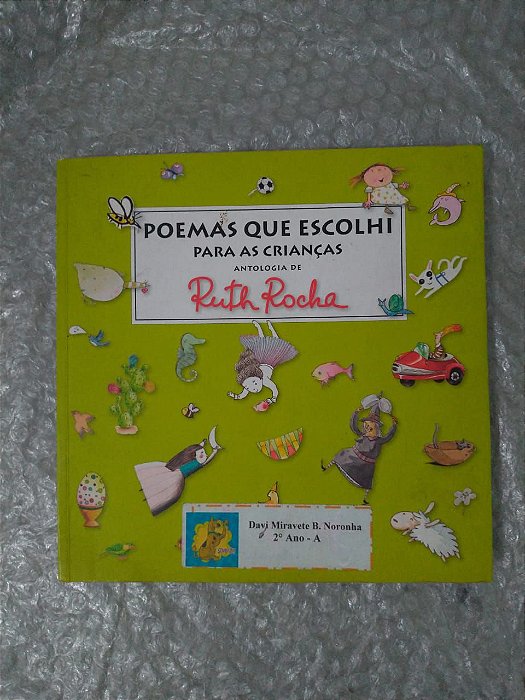 POEMAS QUE ESCOLHI
PARA AS CRIANÇAS
ANTOLOGIA DE
Ruth Rocha
Davi Miravete B. Noronha
2º Ano - A